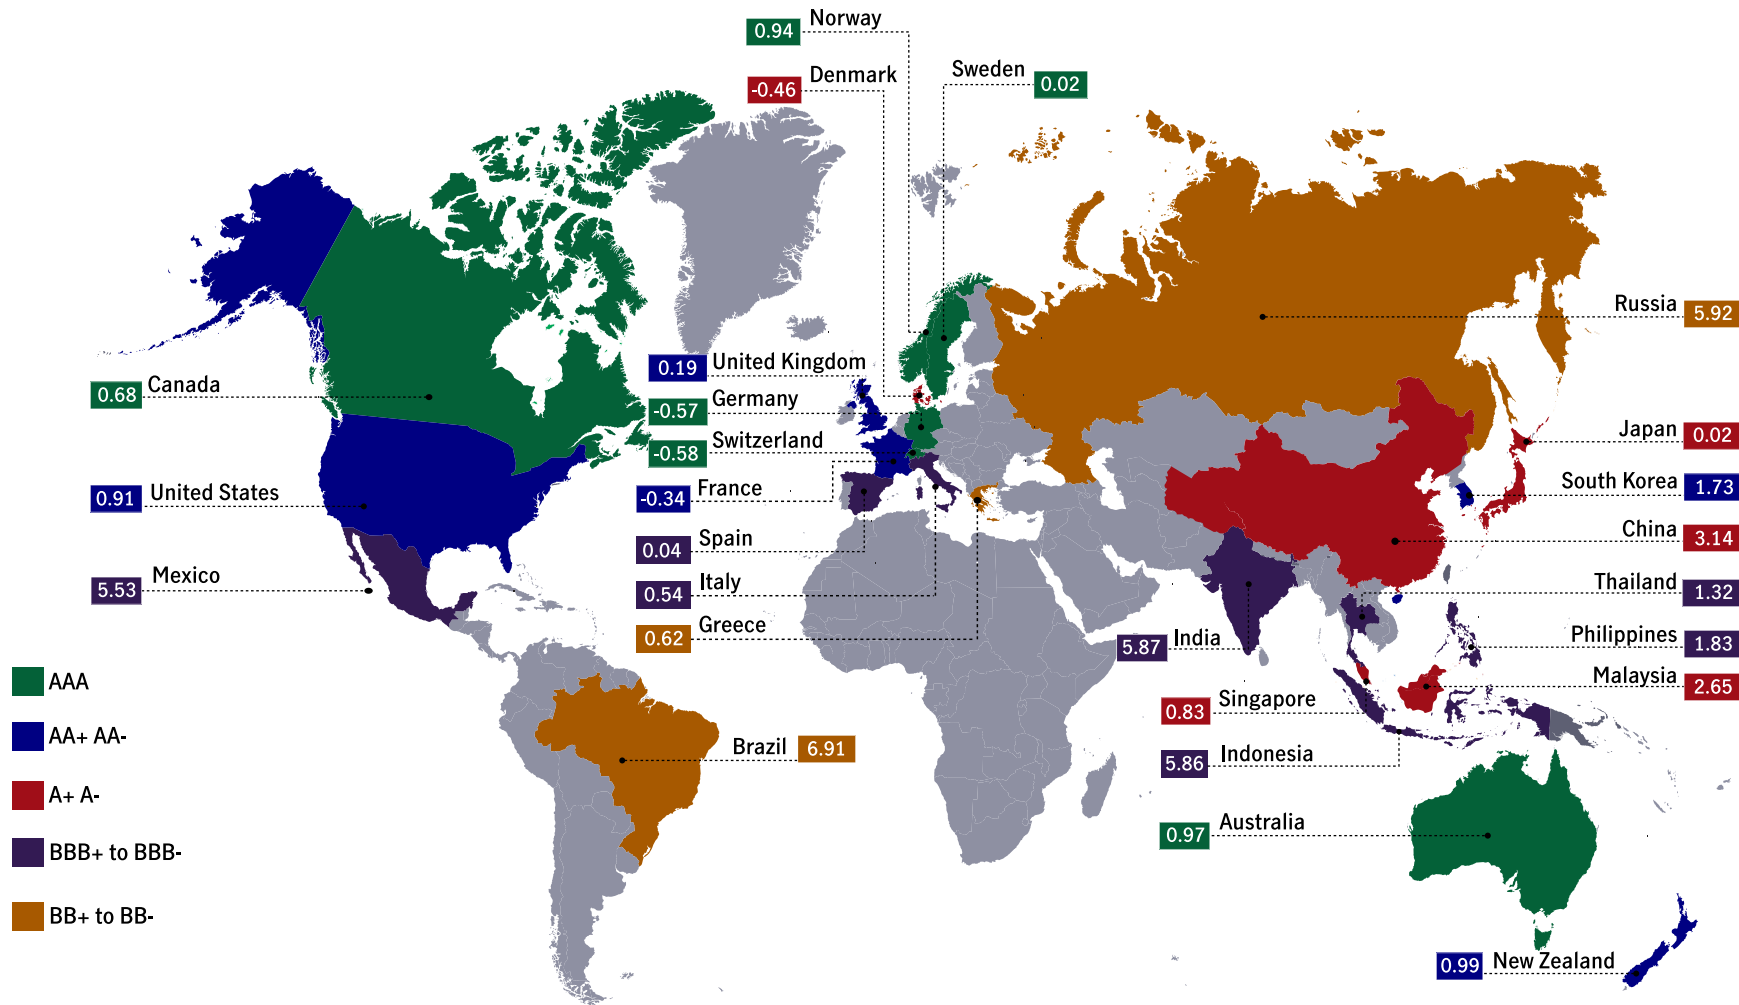 0.94 Norway
-0.46 Denmark
Sweden 0.02
Russia 5.92
0.19 United Kingdom
0.68 Canada
-0.57 Germany
-0.58 Switzerland
Japan 0.02
0.91 United States
-0.34 France
South Korea 1.73
0.04 Spain
China 3.14
5.53 Mexico
0.54 Italy
Thailand 1.32
0.62 Greece
5.87 India
Philippines 1.83
Malaysia 2.65
0.83 Singapore
AAA
AA+ AA-
A+ A-
BBB+ to BBB-
BB+ to BB-
Brazil 6.91
5.86 Indonesia
0.97 Australia
0.99 New Zealand